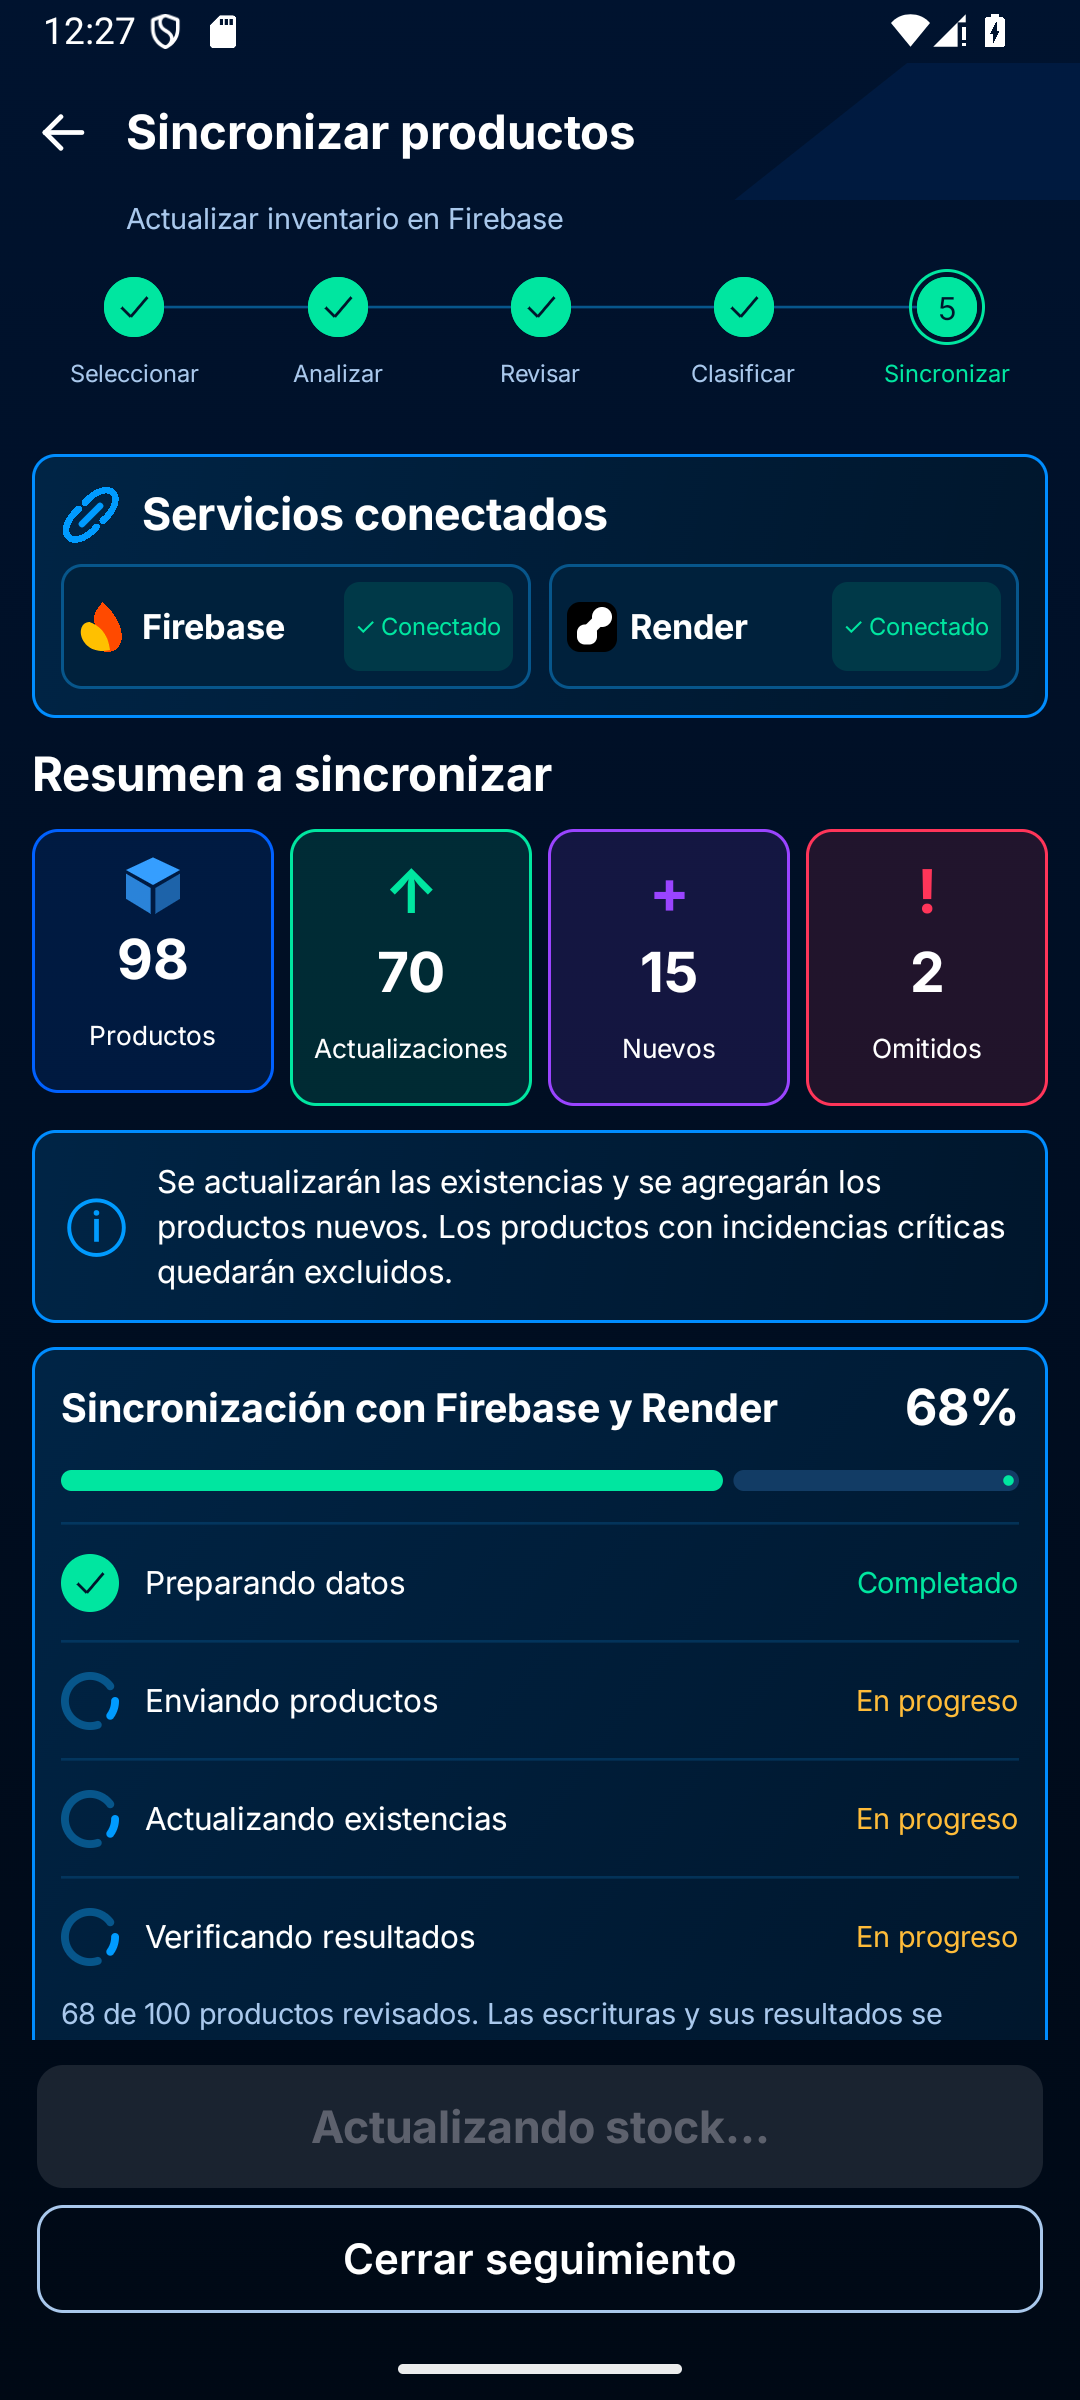 12:27
Sincronizar productos
Actualizar inventario en Firebase
5
Seleccionar
Analizar
Revisar
Clasificar
Sincronizar
Servicios conectados
Firebase
✓ Conectado
Render
✓ Conectado
Resumen a sincronizar
98
Productos
70
Actualizaciones
+
15
Nuevos
!
2
Omitidos
Se actualizarán las existencias y se agregarán los
productos nuevos. Los productos con incidencias críticas
quedarán excluidos.
Sincronización con Firebase y Render
68%
Preparando datos
Completado
Enviando productos
En progreso
Actualizando existencias
En progreso
Verificando resultados
En progreso
68 de 100 productos revisados. Las escrituras y sus resultados se
Actualizando stock...
Cerrar seguimiento